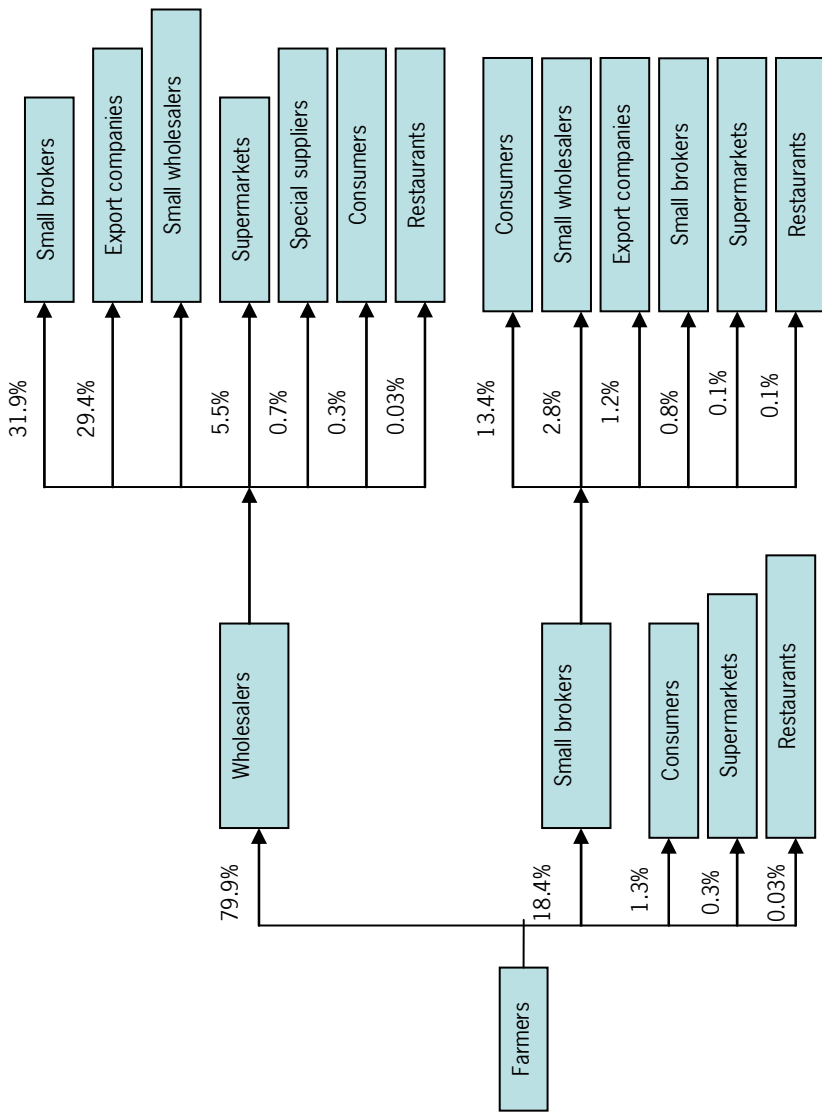 Farmers
79.9%
Wholesalers
31.9%
Small brokers
29.4%
Export companies
Small wholesalers
5.5%
Supermarkets
0.7%
Special suppliers
0.3%
Consumers
0.03%
Restaurants
18.4%
Small brokers
13.4%
Consumers
2.8%
Small wholesalers
1.2%
Export companies
0.8%
Small brokers
0.1%
Supermarkets
0.1%
Restaurants
1.3%
Consumers
0.3%
Supermarkets
0.03%
Restaurants